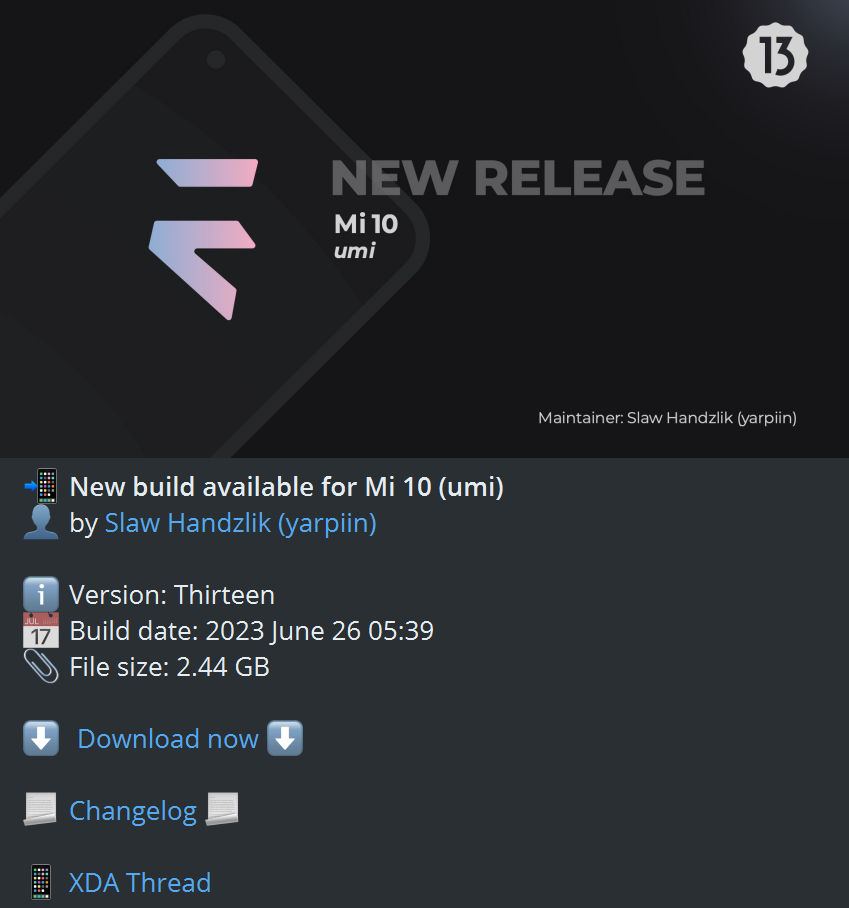 13
NEW RELEASE
Mi 10
umi
Maintainer: Slaw Handzlik (yarpiin)
New build available for Mi 10 (umi)
by Slaw Handzlik (yarpiin)
Version: Thirteen
JUL
17
Build date: 2023 June 26 05:39
File size: 2.44 GB
Download now
Changelog
XDA Thread